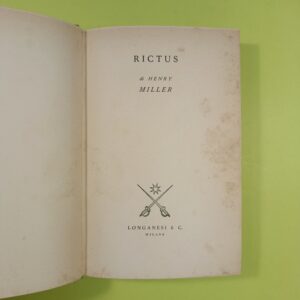 RICTUS
di HENRY
MILLER
LONGANESI & C.
MILANO